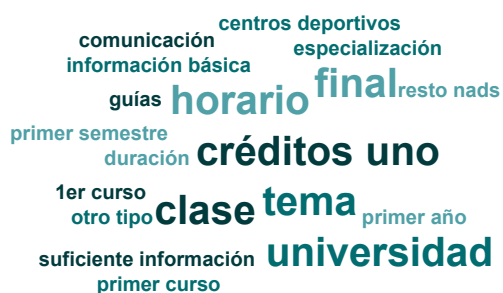 centros deportivos
comunicación
especialización
información básica
final
resto nads
guías
horario
primer semestre
duración
créditos uno
1er curso
otro tipo
clase
tema
primer año
suficiente información
universidad
primer curso